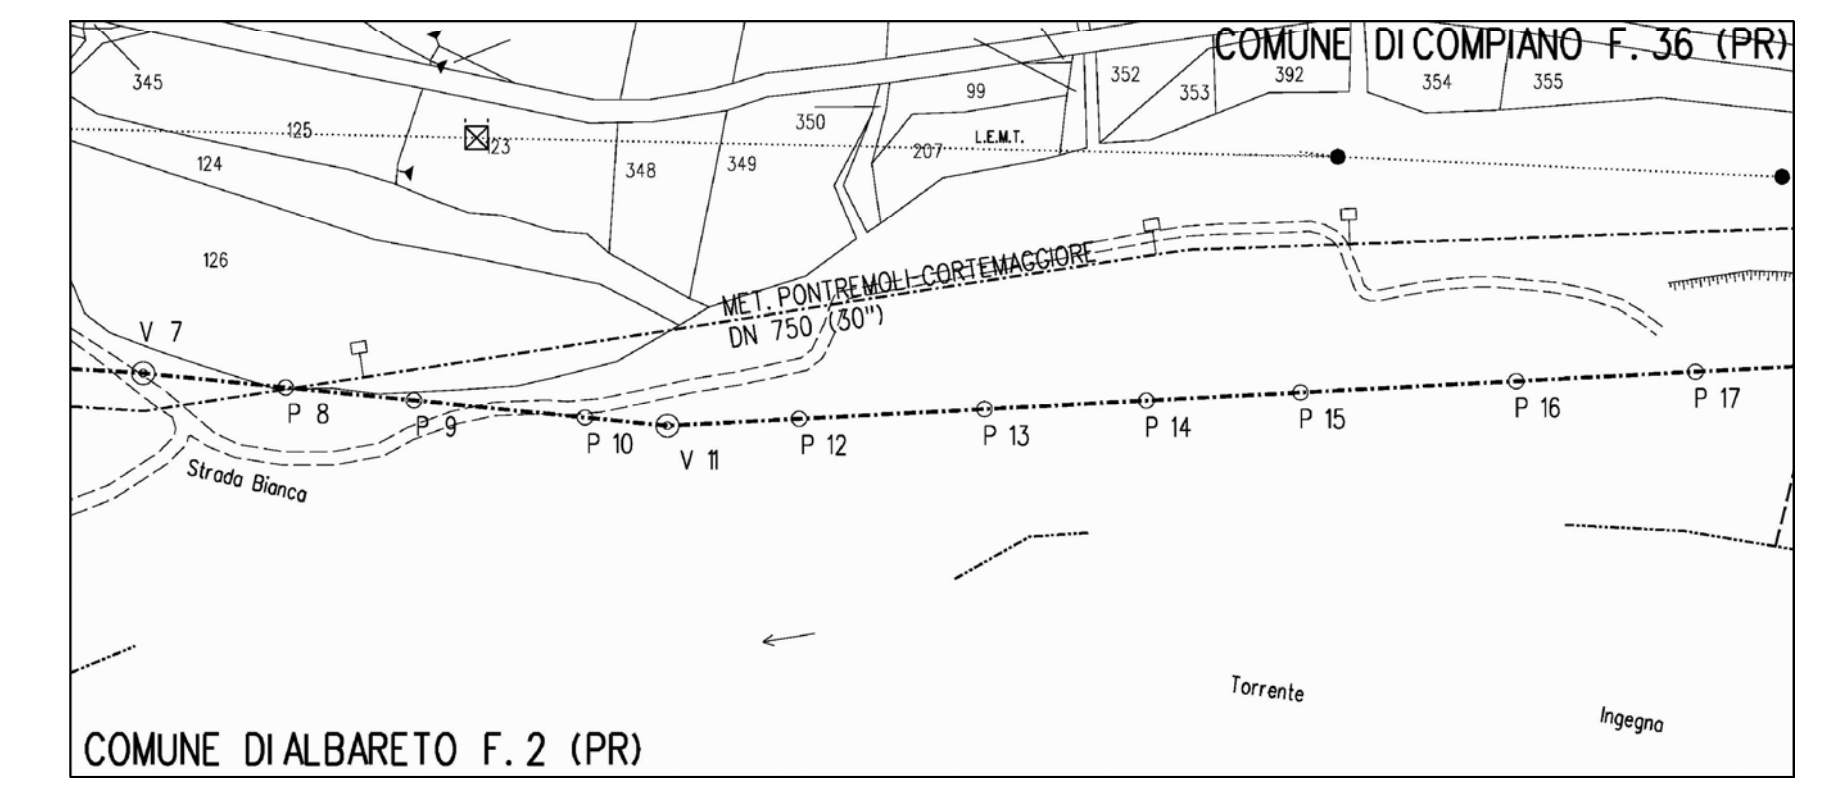 COMUNE DI COMPIANO F. 36 (PR)
345
352
392
353
354
355
99
125
350
L.E.M.T.
123
207
124
348
349
126
MET. PONTREMOLI-CORTEMAGGIORE
DN 750 (30")
V 7
P 8
P 9
P 10
V 11
P 12
P 13
P 14
P 15
P 16
P 17
Strada Bianca
Torrente
Ingegna
COMUNE DI ALBARETO F. 2 (PR)